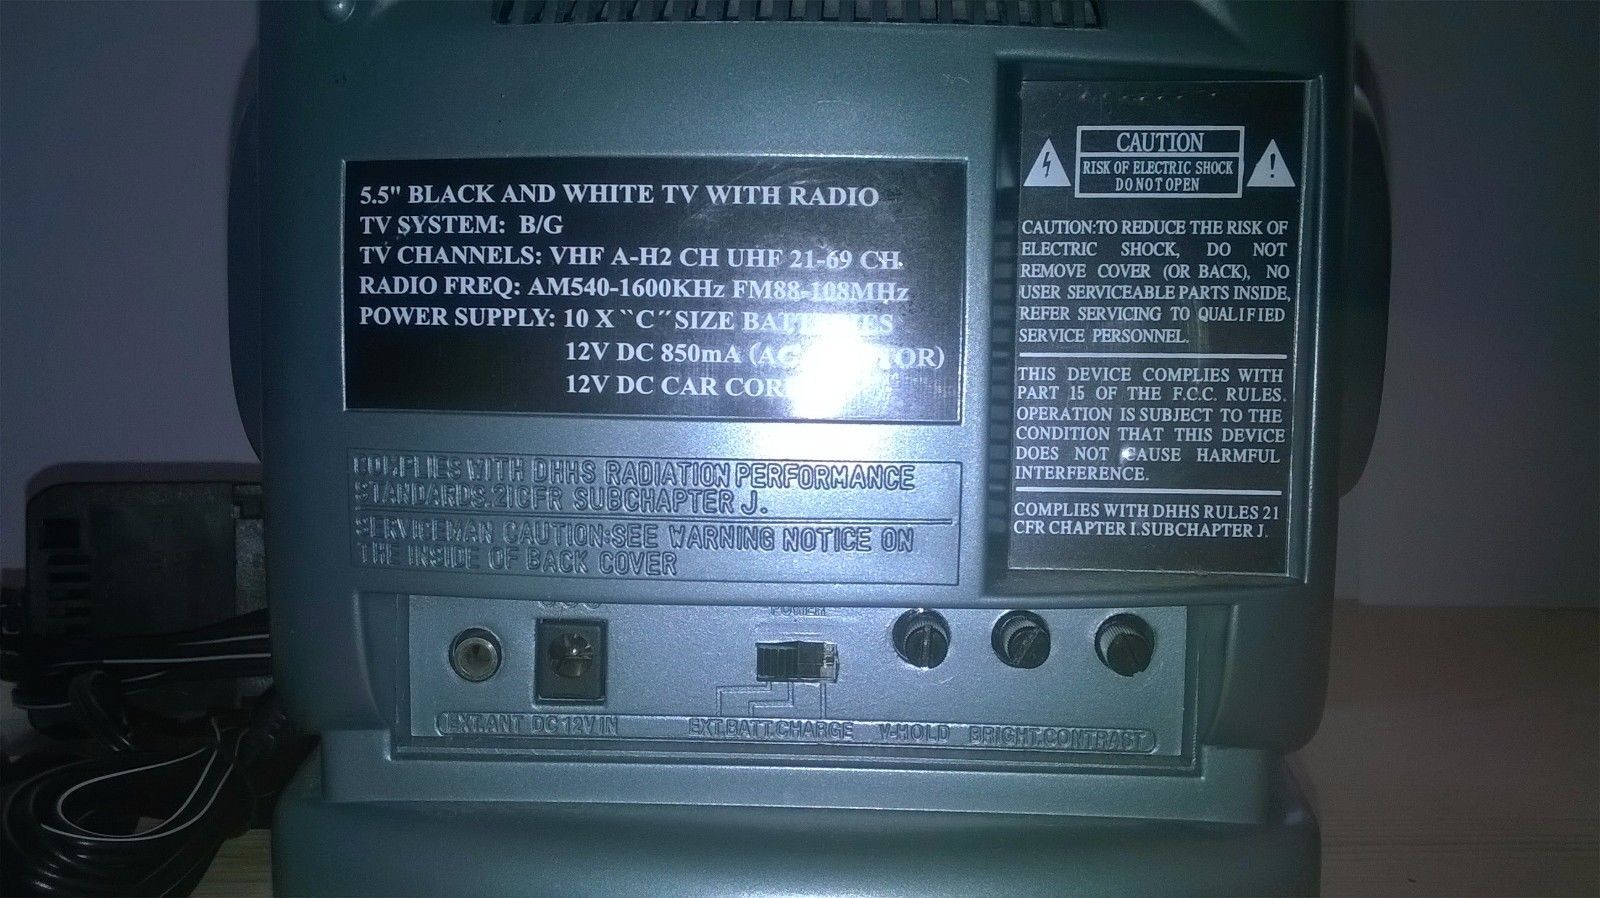 5.5" BLACK AND WHITE TV WITH RADIO
TV SYSTEM: B/G
TV CHANNELS: VHF A-H2 CH UHF 21-69 CH.
RADIO FREQ: AM540-1600KHz FM88-108MHz
POWER SUPPLY: 10 X ``C˝ SIZE BATTERIES
12V DC 850mA (AC ADAPTOR)
12V DC CAR CORD
COMPLIES WITH DHHS RADIATION PERFORMANCE
STANDARDS.21CFR SUBCHAPTER J.
SERVICEMAN CAUTION:SEE WARNING NOTICE ON
THE INSIDE OF BACK COVER
POWER
EXT.ANT DC 12V IN EXT.BATT.CHARGE V-HOLD BRIGHT.CONTRAST
CAUTION
RISK OF ELECTRIC SHOCK
DO NOT OPEN
CAUTION:TO REDUCE THE RISK OF
ELECTRIC SHOCK, DO NOT
REMOVE COVER (OR BACK), NO
USER SERVICEABLE PARTS INSIDE,
REFER SERVICING TO QUALIFIED
SERVICE PERSONNEL.
THIS DEVICE COMPLIES WITH
PART 15 OF THE F.C.C. RULES.
OPERATION IS SUBJECT TO THE
CONDITION THAT THIS DEVICE
DOES NOT CAUSE HARMFUL
INTERFERENCE.
COMPLIES WITH DHHS RULES 21
CFR CHAPTER I.SUBCHAPTER J.